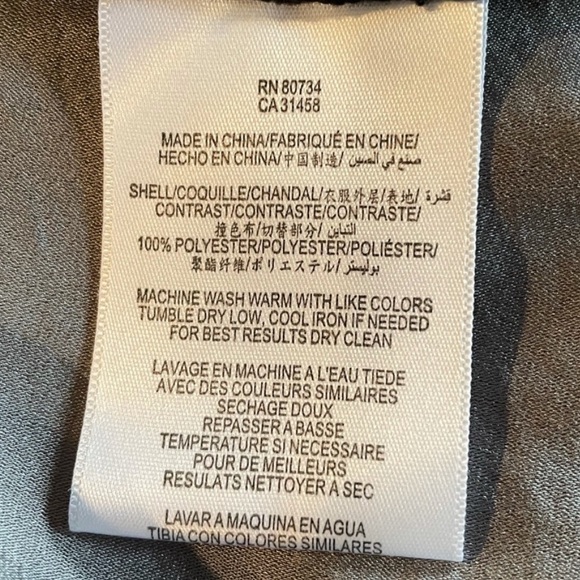 RN 80734
CA 31458
MADE IN CHINA/FABRIQUÉ EN CHINE/
HECHO EN CHINA/中国制造/ صنع في الصين
SHELL/COQUILLE/CHANDAL/衣服外层/表地/ قشرة/
CONTRAST/CONTRASTE/CONTRASTE/
撞色布/切替部分/ التباين/
100% POLYESTER/POLYESTER/POLIÉSTER/
聚酯纤维/ポリエステル/ بوليستر/
MACHINE WASH WARM WITH LIKE COLORS
TUMBLE DRY LOW, COOL IRON IF NEEDED
FOR BEST RESULTS DRY CLEAN
LAVAGE EN MACHINE A L'EAU TIEDE
AVEC DES COULEURS SIMILAIRES
SECHAGE DOUX
REPASSER A BASSE
TEMPERATURE SI NECESSAIRE
POUR DE MEILLEURS
RESULATS NETTOYER A SEC
LAVAR A MAQUINA EN AGUA
TIBIA CON COLORES SIMILARES